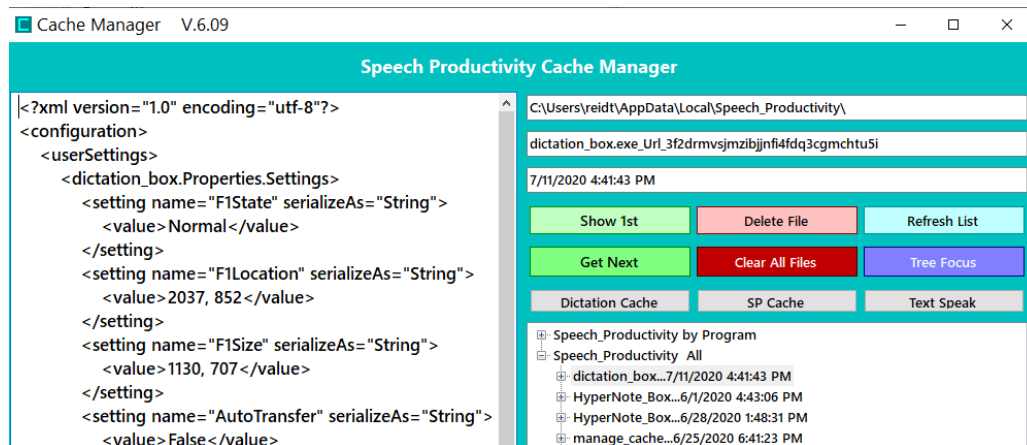 Cache Manager V.6.09
Speech Productivity Cache Manager
<?xml version="1.0" encoding="utf-8"?>
<configuration>
<userSettings>
<dictation_box.Properties.Settings>
<setting name="F1State" serializeAs="String">
<value>Normal</value>
</setting>
<setting name="F1Location" serializeAs="String">
<value>2037, 852</value>
</setting>
<setting name="F1Size" serializeAs="String">
<value>1130, 707</value>
</setting>
<setting name="AutoTransfer" serializeAs="String">
<value>False</value>
C:\Users\reidt\AppData\Local\Speech_Productivity\
dictation_box.exe_Url_3f2drmvsjmzibjjnfi4fdq3cgmchtu5i
7/11/2020 4:41:43 PM
Show 1st Delete File Refresh List
Get Next Clear All Files Tree Focus
Dictation Cache SP Cache Text Speak
Speech_Productivity by Program
Speech_Productivity All
dictation_box...7/11/2020 4:41:43 PM
HyperNote_Box...6/1/2020 4:43:06 PM
HyperNote_Box...6/28/2020 1:48:31 PM
manage_cache...6/25/2020 6:41:23 PM